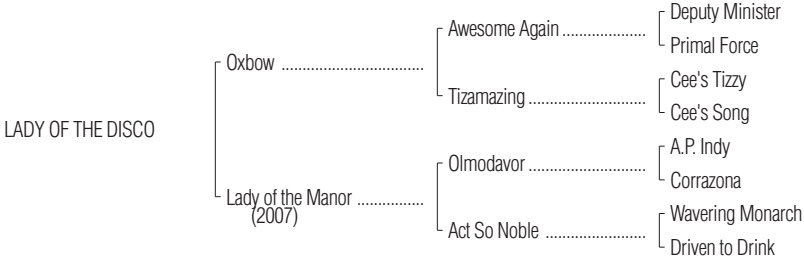 Deputy Minister
Awesome Again ....................
Primal Force
Oxbow ..................................
Cee's Tizzy
Tizamazing ............................
Cee's Song
LADY OF THE DISCO
A.P. Indy
Olmodavor ............................
Corrazona
Lady of the Manor ................
(2007)
Wavering Monarch
Act So Noble ........................
Driven to Drink